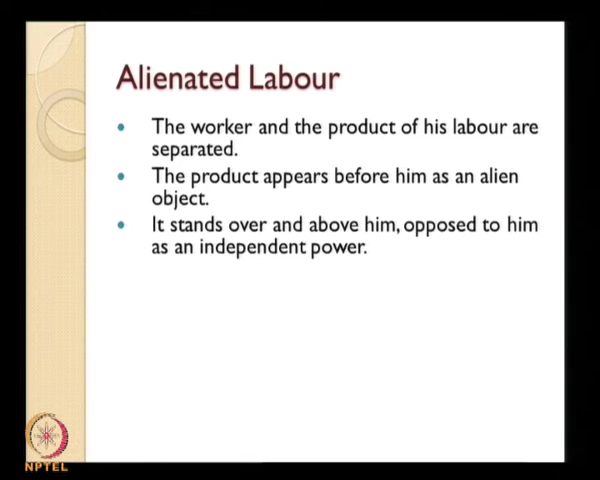 Alienated Labour
• The worker and the product of his labour are
separated.
• The product appears before him as an alien
object.
• It stands over and above him, opposed to him
as an independent power.
NPTEL